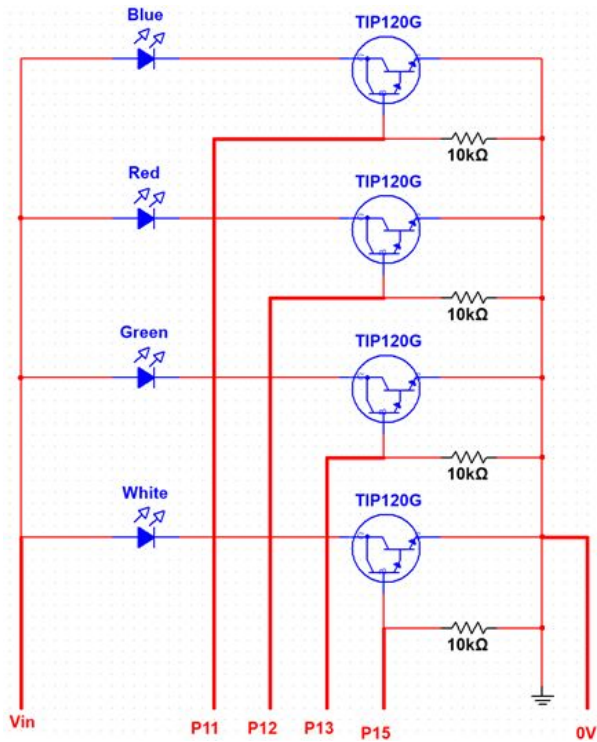 Blue
TIP120G
10kΩ
Red
TIP120G
10kΩ
Green
TIP120G
10kΩ
White
TIP120G
10kΩ
Vin
P11
P12
P13
P15
0V